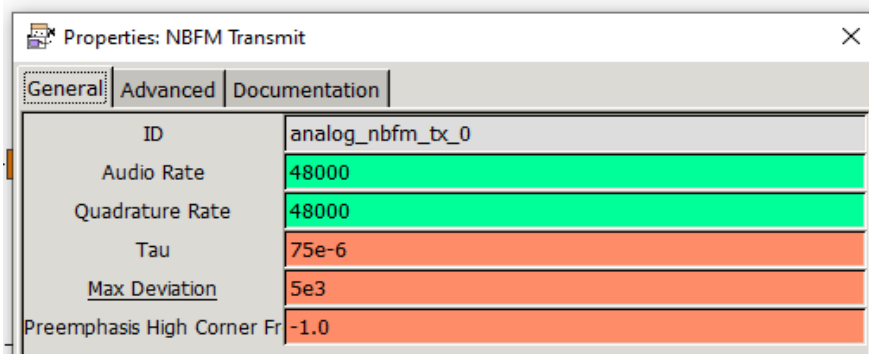 Properties: NBFM Transmit
General Advanced Documentation
ID analog_nbfm_tx_0
Audio Rate 48000
Quadrature Rate 48000
Tau 75e-6
Max Deviation 5e3
Preemphasis High Corner Fr -1.0